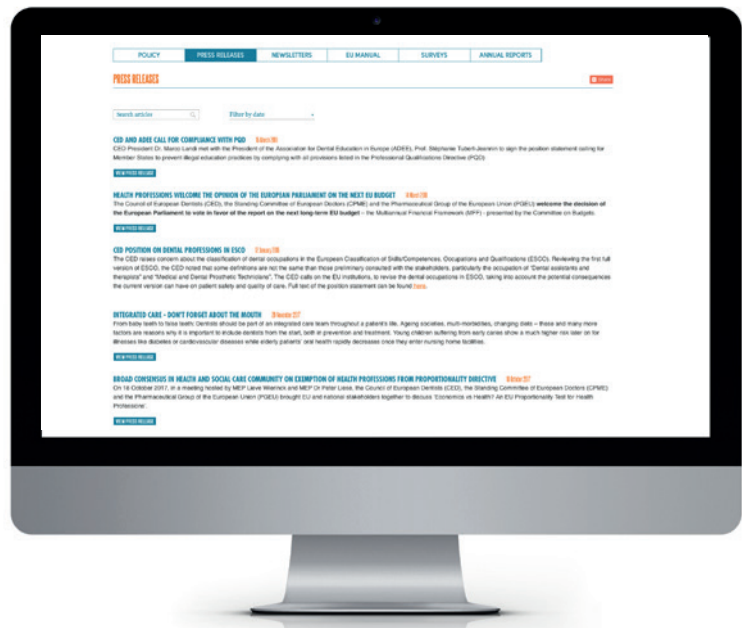 POLICY
PRESS RELEASES
NEWSLETTERS
EU MANUAL
SURVEYS
ANNUAL REPORTS
PRESS RELEASES
Share
Search articles
Filter by date
CED AND ADEE CALL FOR COMPLIANCE WITH PQD
CED President Dr. Marco Landi met with the President of the Association for Dental Education in Europe (ADEE), Prof. Stéphanie Tubert-Jeannin to sign the position statement calling for
Member States to prevent illegal education practices by complying with all provisions listed in the Professional Qualifications Directive (PQD)
VIEW PRESS RELEASE
HEALTH PROFESSIONS WELCOME THE OPINION OF THE EUROPEAN PARLIAMENT ON THE NEXT EU BUDGET
The Council of European Dentists (CED), the Standing Committee of European Doctors (CPME) and the Pharmaceutical Group of the European Union (PGEU) welcome the decision of
the European Parliament to vote in favor of the report on the next long-term EU budget – the Multiannual Financial Framework (MFF) - presented by the Committee on Budgets.
VIEW PRESS RELEASE
CED POSITION ON DENTAL PROFESSIONS IN ESCO
The CED raises concern about the classification of dental occupations in the European Classification of Skills/Competences, Occupations and Qualifications (ESCO). Reviewing the first full
version of ESCO, the CED noted that some definitions are not the same than those preliminary consulted with the stakeholders, particularly the occupation of "Dental assistants and
therapists" and "Medical and Dental Prosthetic Technicians". The CED calls on the EU institutions, to revise the dental occupations in ESCO, taking into account the potential consequences
the current version can have on patient safety and quality of care. Full text of the position statement can be found here.
INTEGRATED CARE - DON'T FORGET ABOUT THE MOUTH
From baby teeth to false teeth: Dentists should be part of an integrated care team throughout a patient's life. Ageing societies, multi-morbidities, changing diets – these and many more
factors are reasons why it is important to include dentists from the start, both in prevention and treatment. Young children suffering from early caries show a much higher risk later on for
illnesses like diabetes or cardiovascular diseases while elderly patients' oral health rapidly decreases once they enter nursing home facilities.
VIEW PRESS RELEASE
BROAD CONSENSUS IN HEALTH AND SOCIAL CARE COMMUNITY ON EXEMPTION OF HEALTH PROFESSIONS FROM PROPORTIONALITY DIRECTIVE
On 18 October 2017, in a meeting hosted by MEP Lieve Wierinck and MEP Dr Peter Liese, the Council of European Dentists (CED), the Standing Committee of European Doctors (CPME)
and the Pharmaceutical Group of the European Union (PGEU) brought EU and national stakeholders together to discuss 'Economics vs Health? An EU Proportionality Test for Health
Professions'.
VIEW PRESS RELEASE